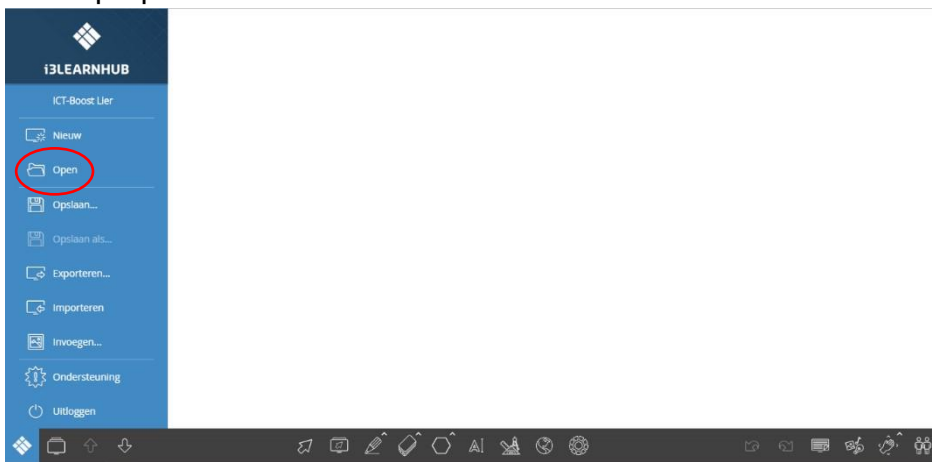 i3LEARNHUB
ICT-Boost Lier
Nieuw
Open
Opslaan...
Opslaan als...
Exporteren...
Importeren
Invoegen...
Ondersteuning
Uitloggen
A